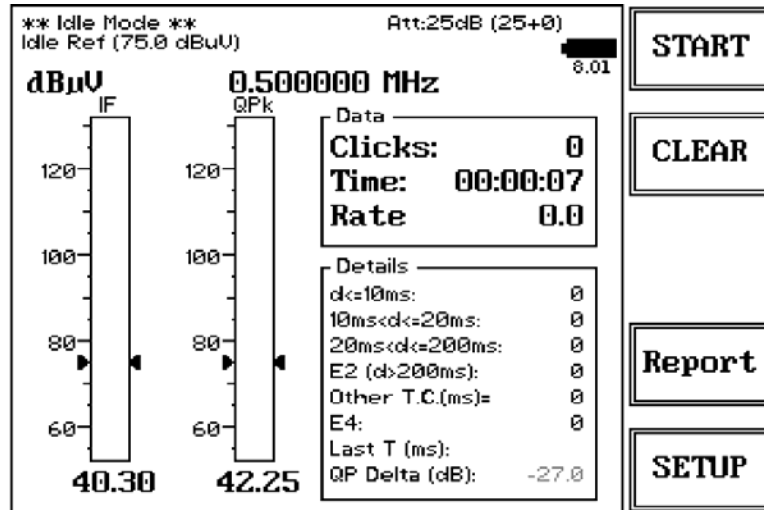 ** Idle Mode **
Att:25dB (25+0)
Idle Ref (75.0 dBuV)
8.01
dBµV
0.500000 MHz
IF
QPk
120
100
80
60
40.30
120
100
80
60
42.25
Data
Clicks: 0
Time: 00:00:07
Rate 0.0
Details
d<=10ms: 0
10ms<d<=20ms: 0
20ms<d<=200ms: 0
E2 (d>200ms): 0
Other T.C.(ms)= 0
E4: 0
Last T (ms):
QP Delta (dB): -27.0
START
CLEAR
Report
SETUP